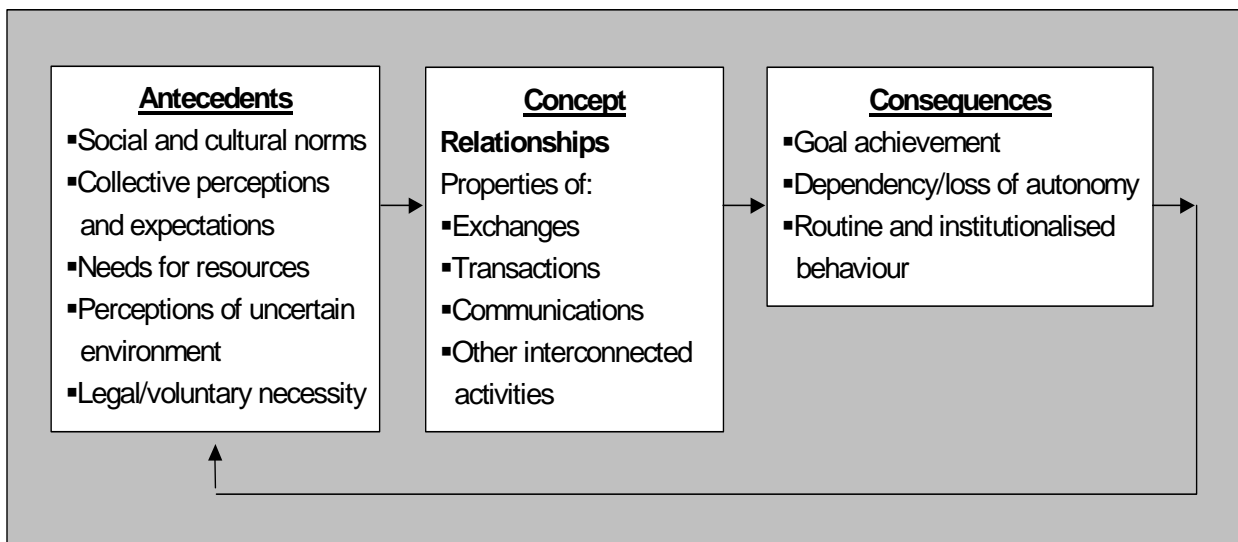 Antecedents
▪Social and cultural norms
▪Collective perceptions
and expectations
▪Needs for resources
▪Perceptions of uncertain
environment
▪Legal/voluntary necessity
Concept
Relationships
Properties of:
▪Exchanges
▪Transactions
▪Communications
▪Other interconnected
activities
Consequences
▪Goal achievement
▪Dependency/loss of autonomy
▪Routine and institutionalised
behaviour